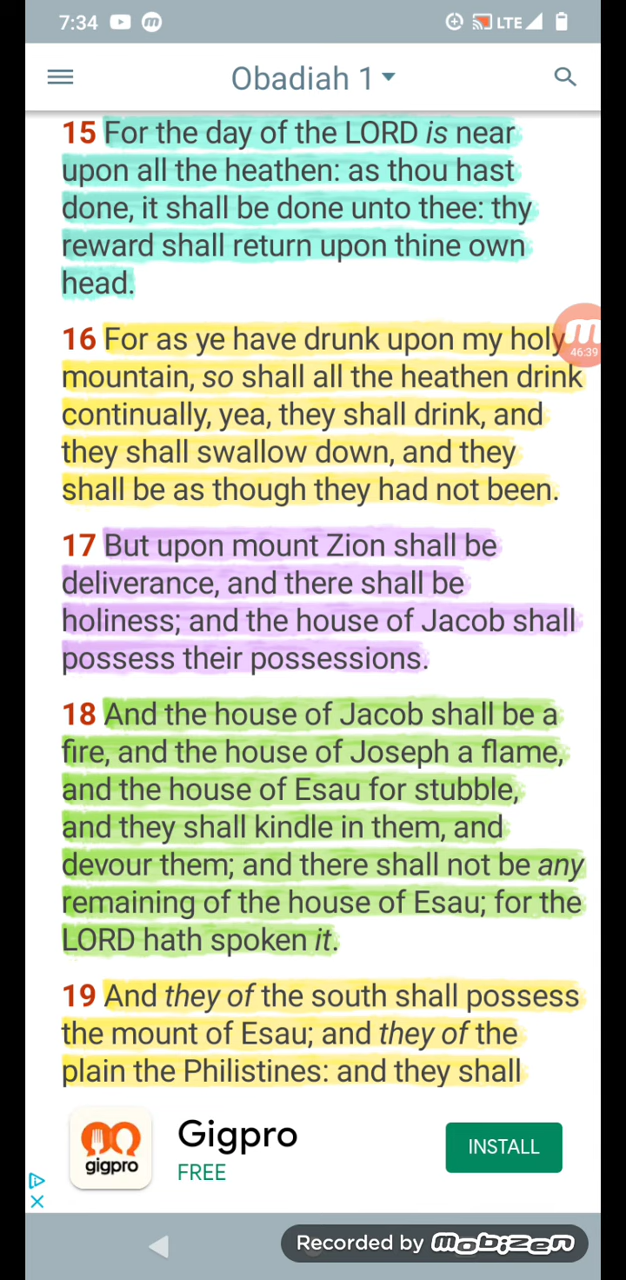 7:34 LTE
Obadiah 1
15 For the day of the LORD is near
upon all the heathen: as thou hast
done, it shall be done unto thee: thy
reward shall return upon thine own
head.
16 For as ye have drunk upon my holy
mountain, so shall all the heathen drink
continually, yea, they shall drink, and
they shall swallow down, and they
shall be as though they had not been.
m
46:39
17 But upon mount Zion shall be
deliverance, and there shall be
holiness; and the house of Jacob shall
possess their possessions.
18 And the house of Jacob shall be a
fire, and the house of Joseph a flame,
and the house of Esau for stubble,
and they shall kindle in them, and
devour them; and there shall not be any
remaining of the house of Esau; for the
LORD hath spoken it.
19 And they of the south shall possess
the mount of Esau; and they of the
plain the Philistines: and they shall
gigpro
Gigpro
FREE
INSTALL
Recorded by mobizen